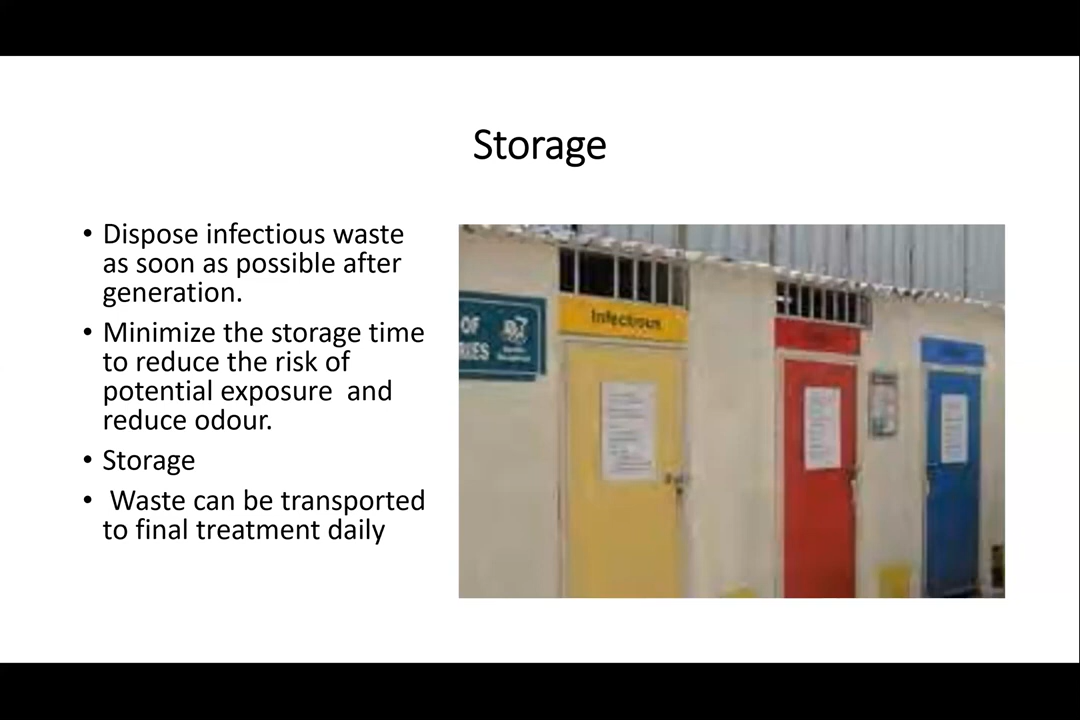 Storage
• Dispose infectious waste
as soon as possible after
generation.
• Minimize the storage time
to reduce the risk of
potential exposure  and
reduce odour.
• Storage
•  Waste can be transported
to final treatment daily
OF
Infectious